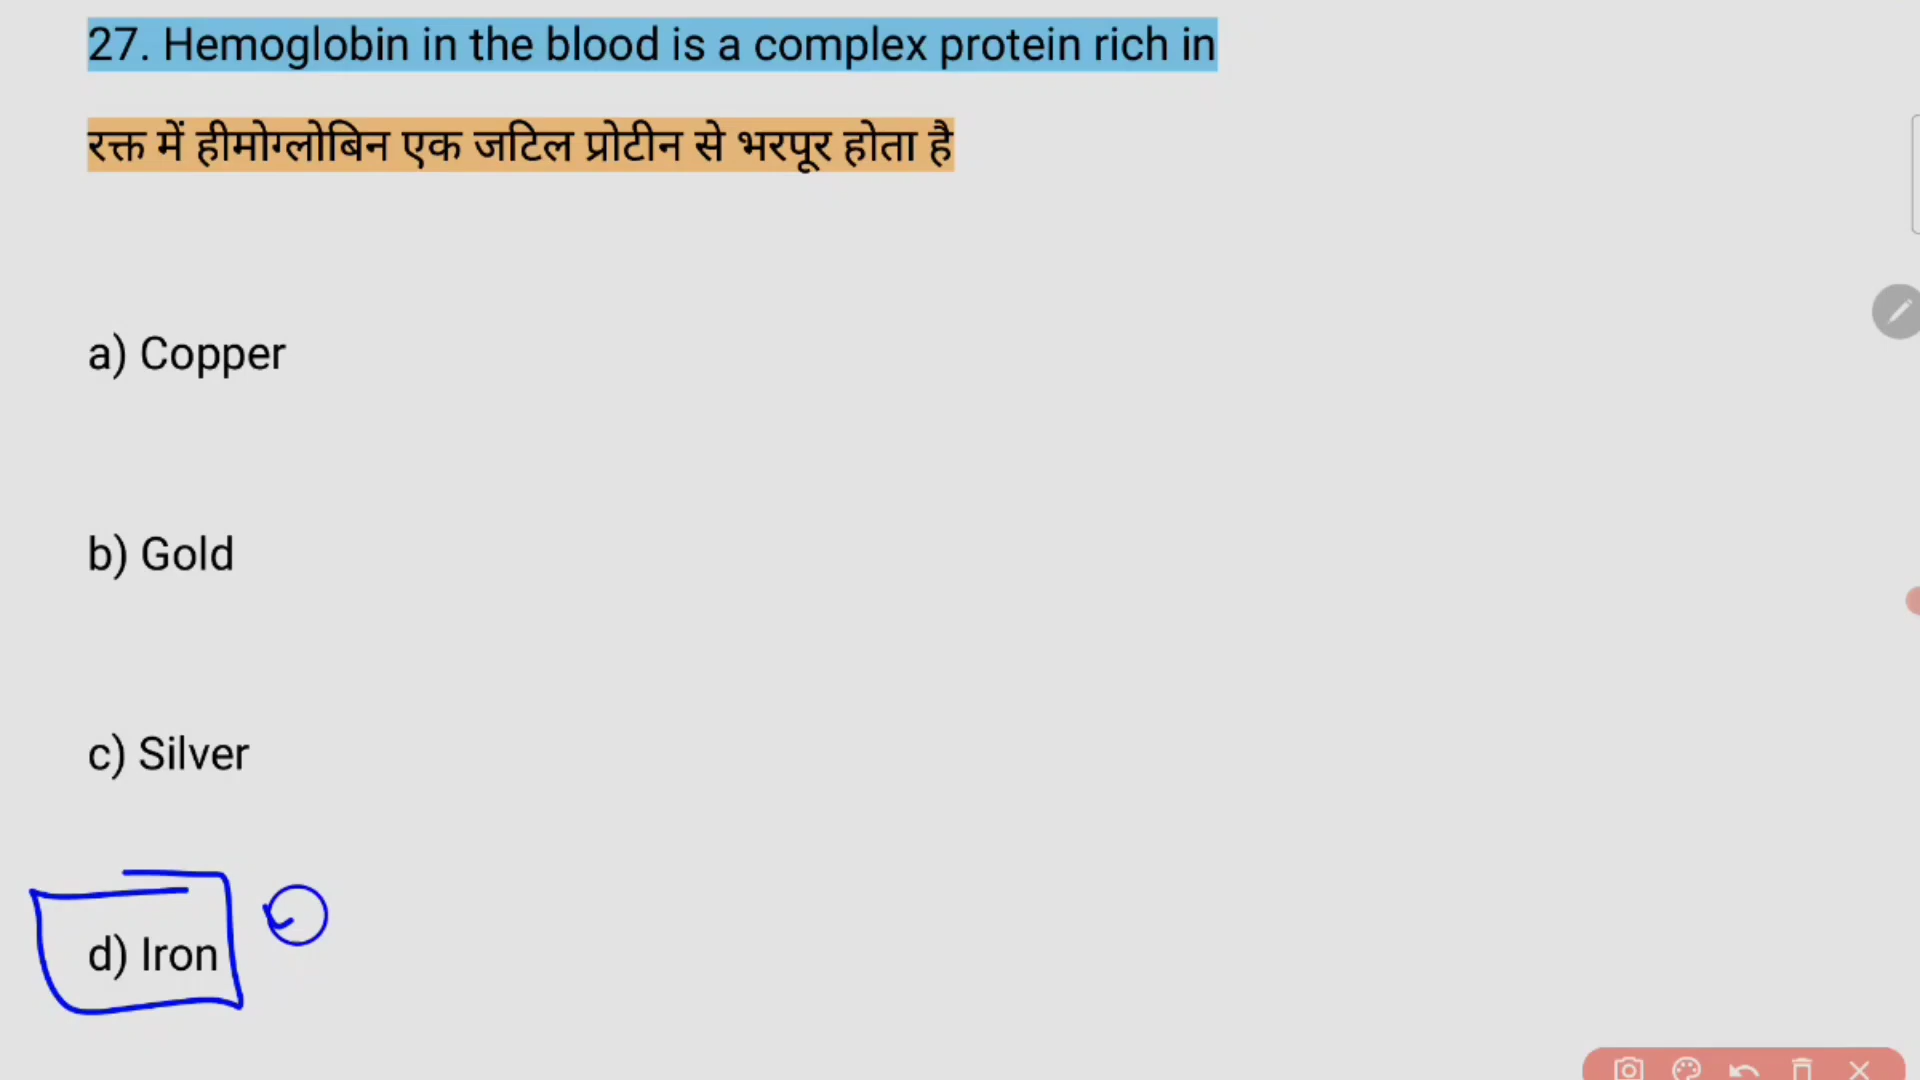 27. Hemoglobin in the blood is a complex protein rich in
रक्त में हीमोग्लोबिन एक जटिल प्रोटीन से भरपूर होता है
a) Copper
b) Gold
c) Silver
d) Iron